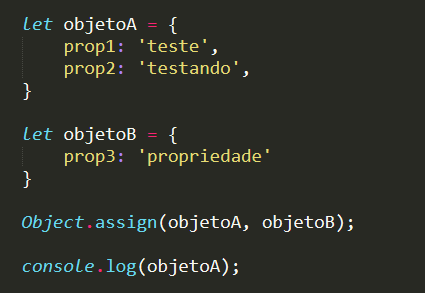 let objetoA = {
    prop1: 'teste',
    prop2: 'testando',
}
let objetoB = {
    prop3: 'propriedade'
}
Object.assign(objetoA, objetoB);
console.log(objetoA);